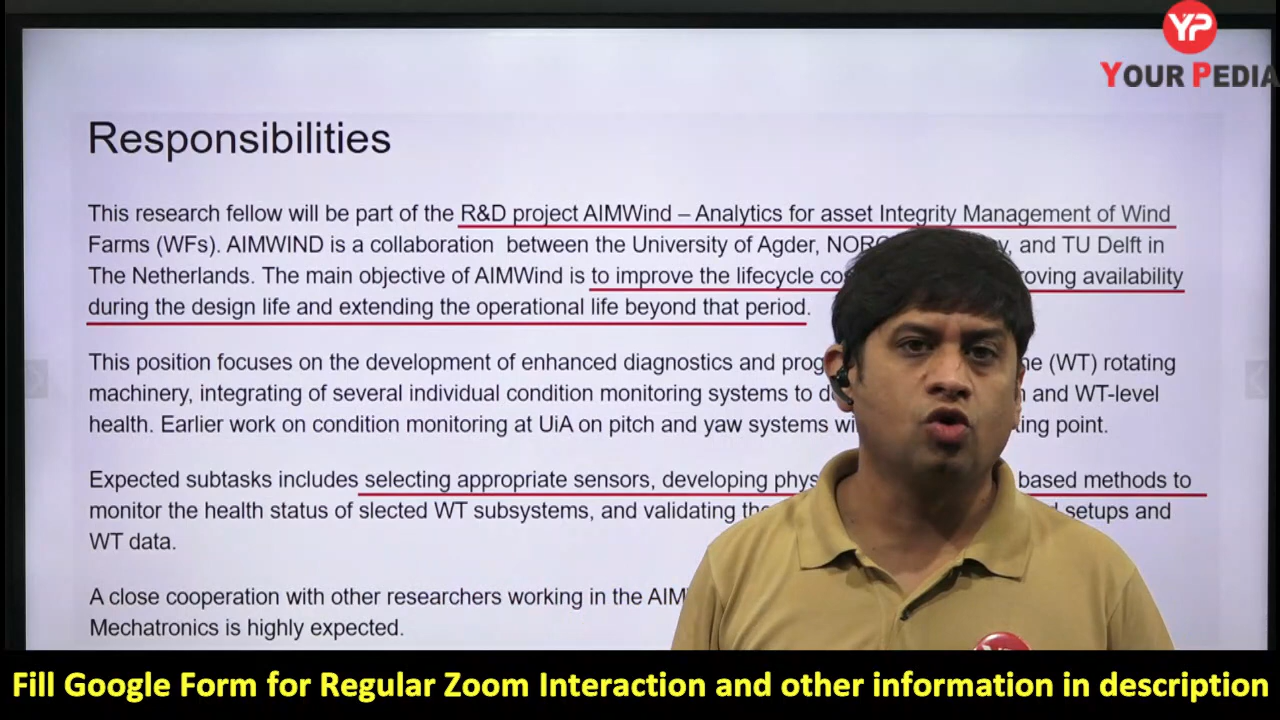 YP
YOUR PEDIA
Responsibilities
This research fellow will be part of the R&D project AIMWind – Analytics for asset Integrity Management of Wind
Farms (WFs). AIMWIND is a collaboration between the University of Agder, and TU Delft in
The Netherlands. The main objective of AIMWind is to improve the lifecycle availability
during the design life and extending the operational life beyond that period.
This position focuses on the development of enhanced diagnostics and (WT) rotating
machinery, integrating of several individual condition monitoring systems to and WT-level
health. Earlier work on condition monitoring at UiA on pitch and yaw systems point.
Expected subtasks includes selecting appropriate sensors, developing based methods to
monitor the health status of slected WT subsystems, and validating setups and
WT data.
A close cooperation with other researchers working in the
Mechatronics is highly expected.
Fill Google Form for Regular Zoom Interaction and other information in description